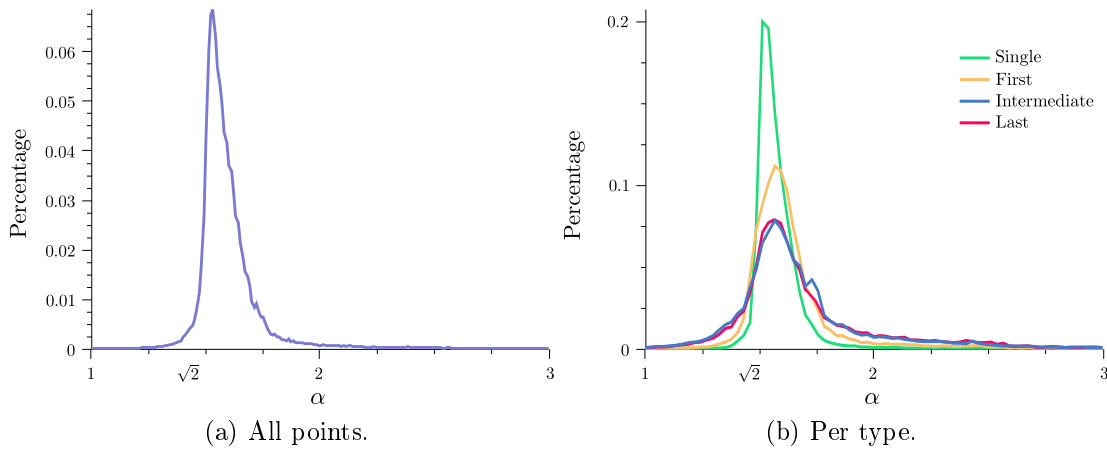 Percentage
0.06
0.05
0.04
0.03
0.02
0.01
0
1
√2
2
3
α
(a) All points.
Percentage
0.2
0.1
0
1
√2
2
3
α
Single
First
Intermediate
Last
(b) Per type.